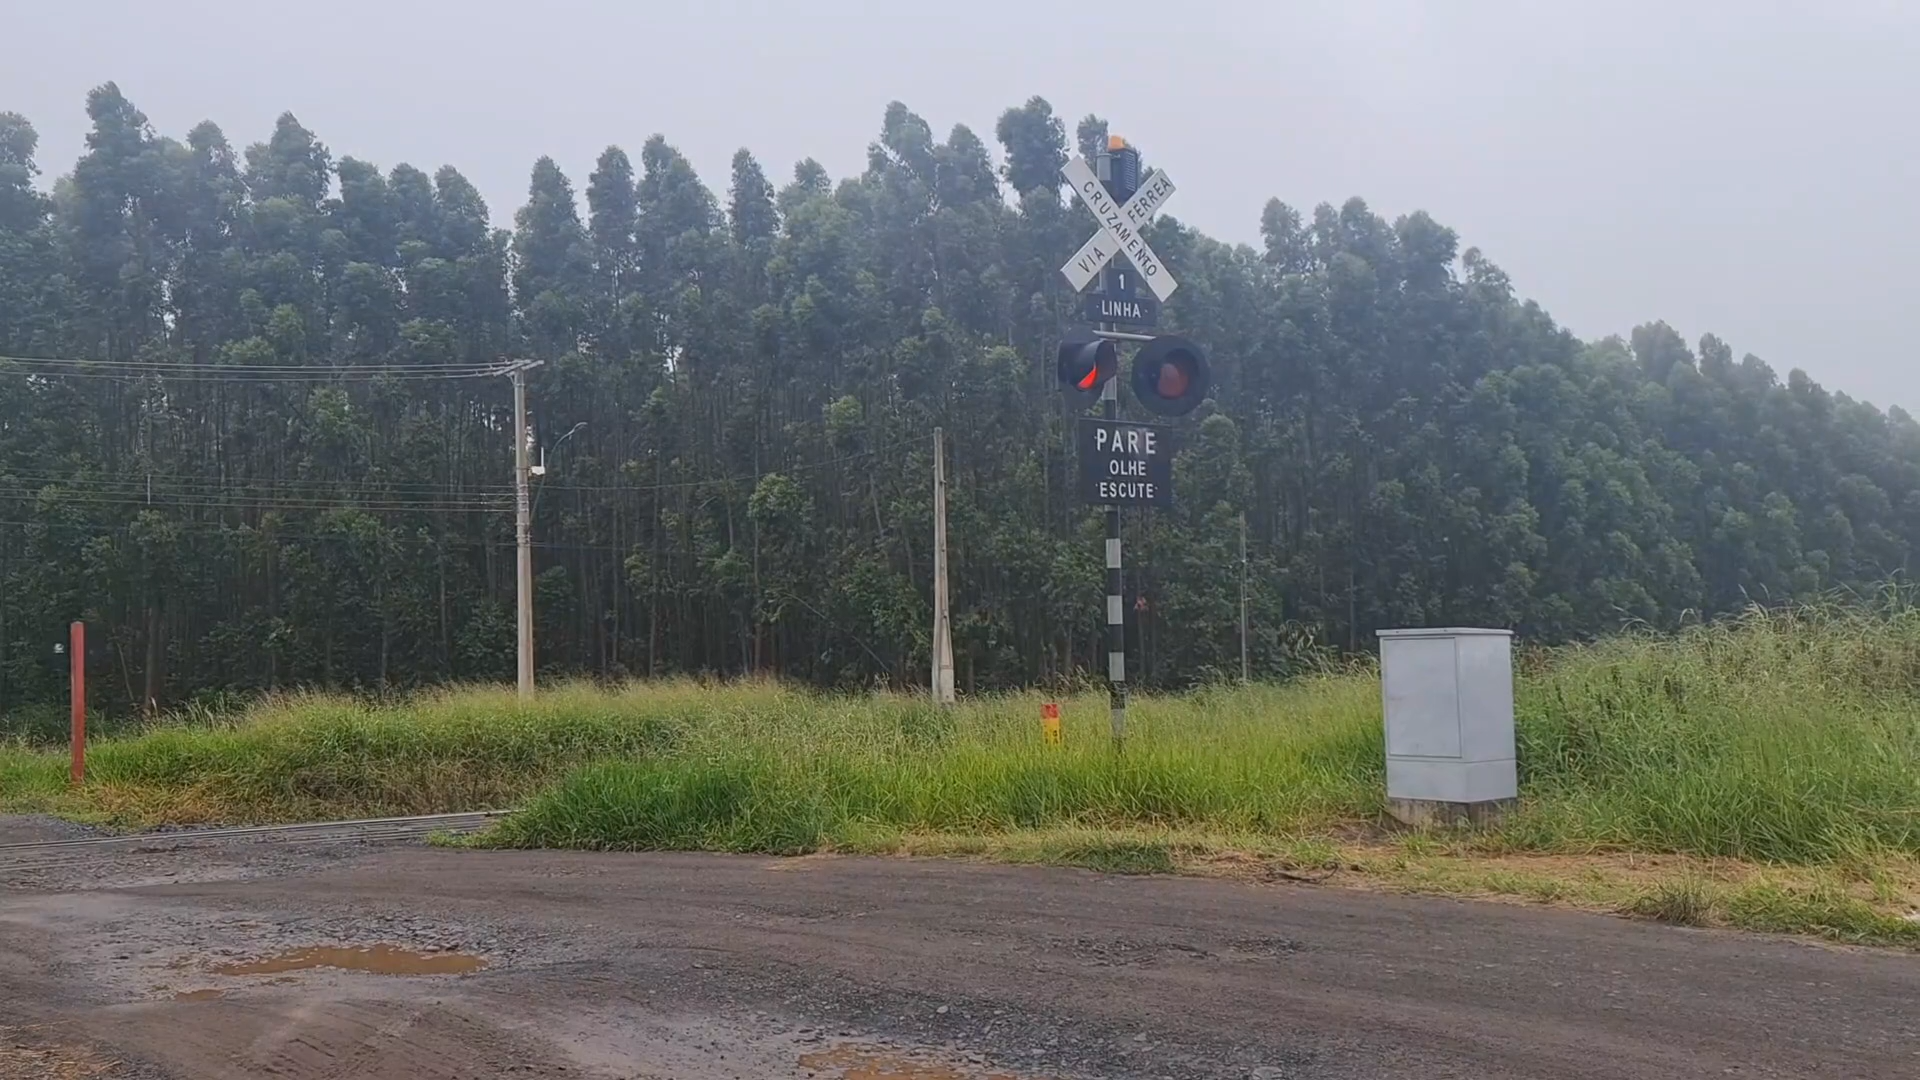 CRUZAMENTO
VIA FERREA
1
LINHA
PARE
OLHE
ESCUTE